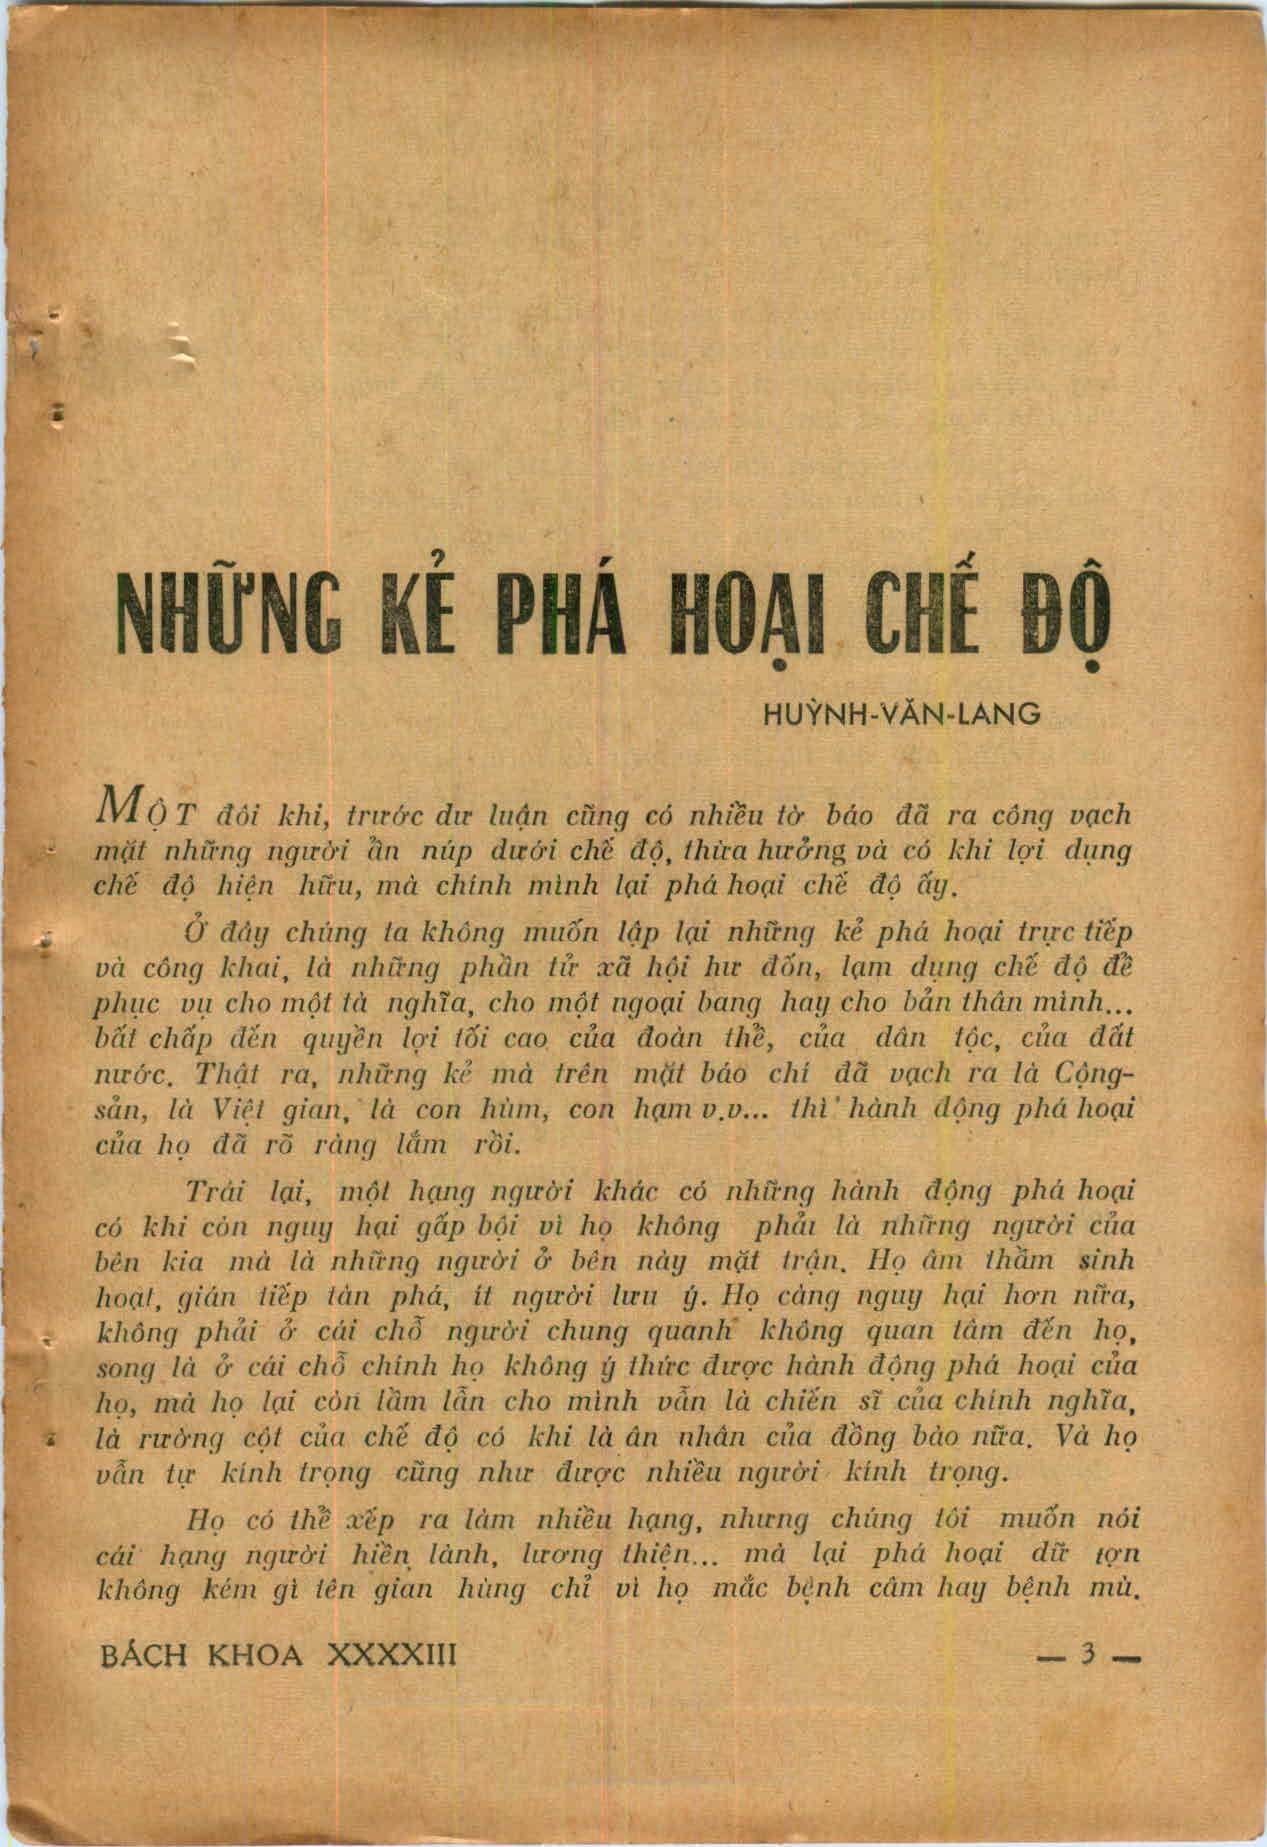 NHỮNG KẺ PHÁ HOẠI CHẾ ĐỘ
HUỲNH-VĂN-LANG
MỘT đôi khi, trước dư luận cũng có nhiều tờ báo đã ra công vạch
mặt những người ẩn núp dưới chế độ, thừa hưởng và có khi lợi dụng
chế độ hiện hữu, mà chính mình lại phá hoại chế độ ấy.
Ở đây chúng ta không muốn lập lại những kẻ phá hoại trực tiếp
và công khai, là những phần tử xã hội hư đốn, lạm dụng chế độ để
phục vụ cho một tà nghĩa, cho một ngoại bang hay cho bản thân mình...
bất chấp đến quyền lợi tối cao của đoàn thể, của dân tộc, của đất
nước. Thật ra, những kẻ mà trên mặt báo chí đã vạch ra là Cộng-
sản, là Việt gian, là con hùm, con hạm v.v... thì hành động phá hoại
của họ đã rõ ràng lắm rồi.
Trái lại, một hạng người khác có những hành động phá hoại
có khi còn nguy hại gấp bội vì họ không phải là những người của
bên kia mà là những người ở bên này mặt trận. Họ âm thầm sinh
hoạt, gián tiếp tàn phá, ít người lưu ý. Họ càng nguy hại hơn nữa,
không phải ở cái chỗ người chung quanh không quan tâm đến họ,
song là ở cái chỗ chính họ không ý thức được hành động phá hoại của
họ, mà họ lại còn lầm lẫn cho mình vẫn là chiến sĩ của chính nghĩa,
là rường cột của chế độ có khi là ân nhân của đồng bào nữa. Và họ
vẫn tự kính trọng cũng như được nhiều người kính trọng.
Họ có thể xếp ra làm nhiều hạng, nhưng chúng tôi muốn nói
cái hạng người hiền lành, lương thiện... mà lại phá hoại dữ tợn
không kém gì tên gian hùng chỉ vì họ mắc bệnh câm hay bệnh mù.
BÁCH KHOA XXXXIII
— 3 —